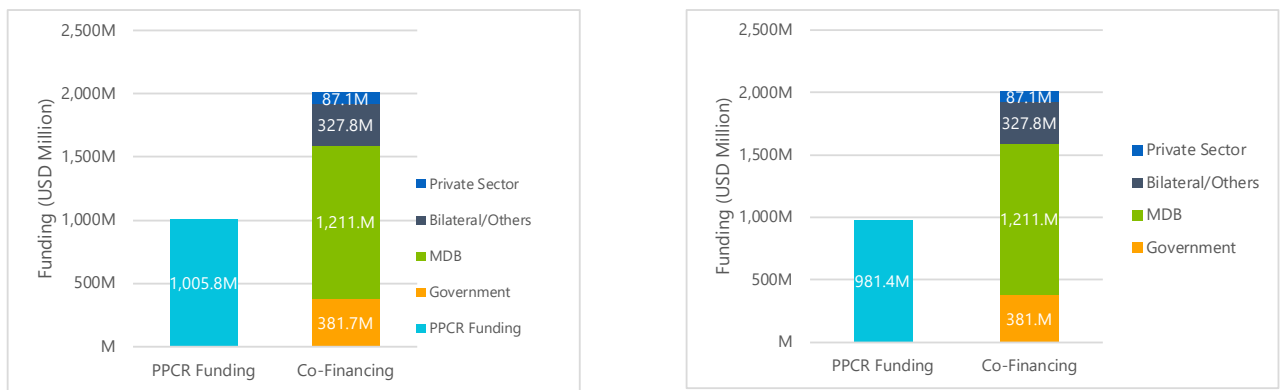 2,500M
2,000M
1,500M
1,000M
500M
M
Funding (USD Million)
87.1M
327.8M
1,211.M
381.7M
1,005.8M
PPCR Funding
Co-Financing
Private Sector
Bilateral/Others
MDB
Government
PPCR Funding
2,500M
2,000M
1,500M
1,000M
500M
M
Funding (USD Million)
87.1M
327.8M
1,211.M
381.M
981.4M
PPCR Funding
Co-Financing
Private Sector
Bilateral/Others
MDB
Government